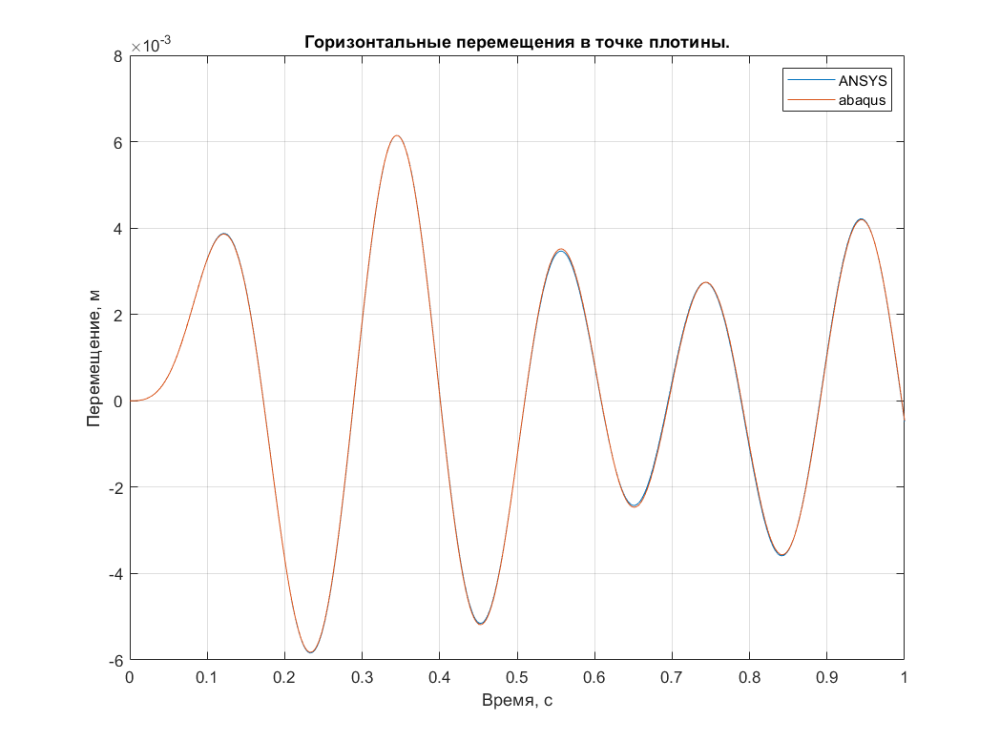 Горизонтальные перемещения в точке плотины.
×10⁻³
8
6
4
2
0
-2
-4
-6
Перемещение, м
0 0.1 0.2 0.3 0.4 0.5 0.6 0.7 0.8 0.9 1
Время, с
ANSYS
abaqus